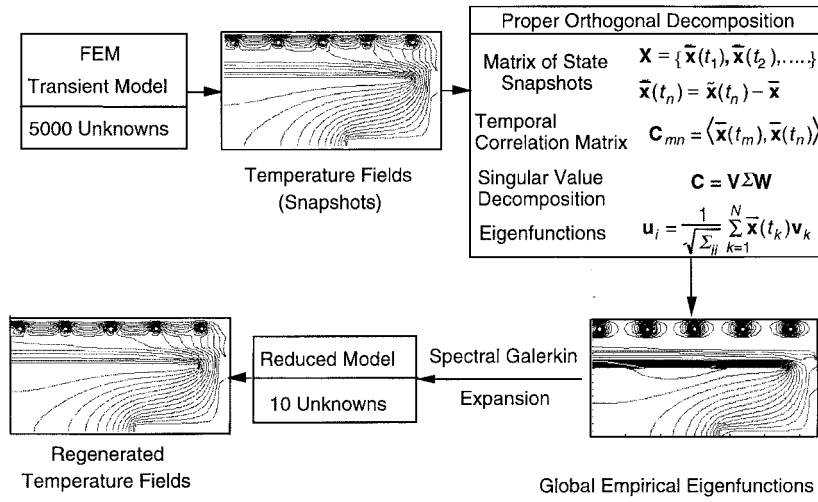 FEM
Transient Model
5000 Unknowns
Temperature Fields
(Snapshots)
Proper Orthogonal Decomposition
Matrix of State
Snapshots
X = { x̄̃(t₁), x̄̃(t₂),.....}
x̄̃(tₙ) = x̃(tₙ) − x̄
Temporal
Correlation Matrix
Cₘₙ = ⟨x̄(tₘ), x̄(tₙ)⟩
Singular Value
Decomposition
C = VΣW
Eigenfunctions
uᵢ = 1/√Σᵢᵢ ∑ₖ₌₁ᴺ x̄(tₖ)vₖ
Global Empirical Eigenfunctions
Spectral Galerkin
Expansion
Reduced Model
10 Unknowns
Regenerated
Temperature Fields